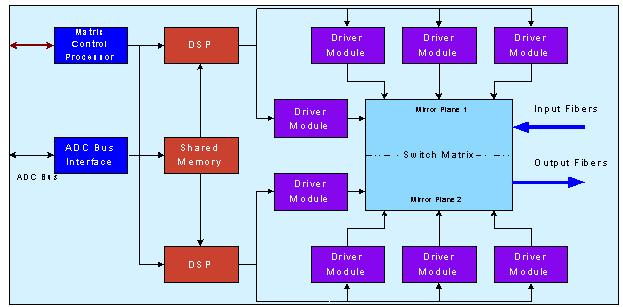 Matrix
Control
Processor
DSP
Driver
Module
Driver
Module
Driver
Module
Driver
Module
Mirror Plane 1
Input Fibers
ADC Bus
Interface
Shared
Memory
Switch Matrix
Output Fibers
ADC Bus
Driver
Module
Mirror Plane 2
DSP
Driver
Module
Driver
Module
Driver
Module